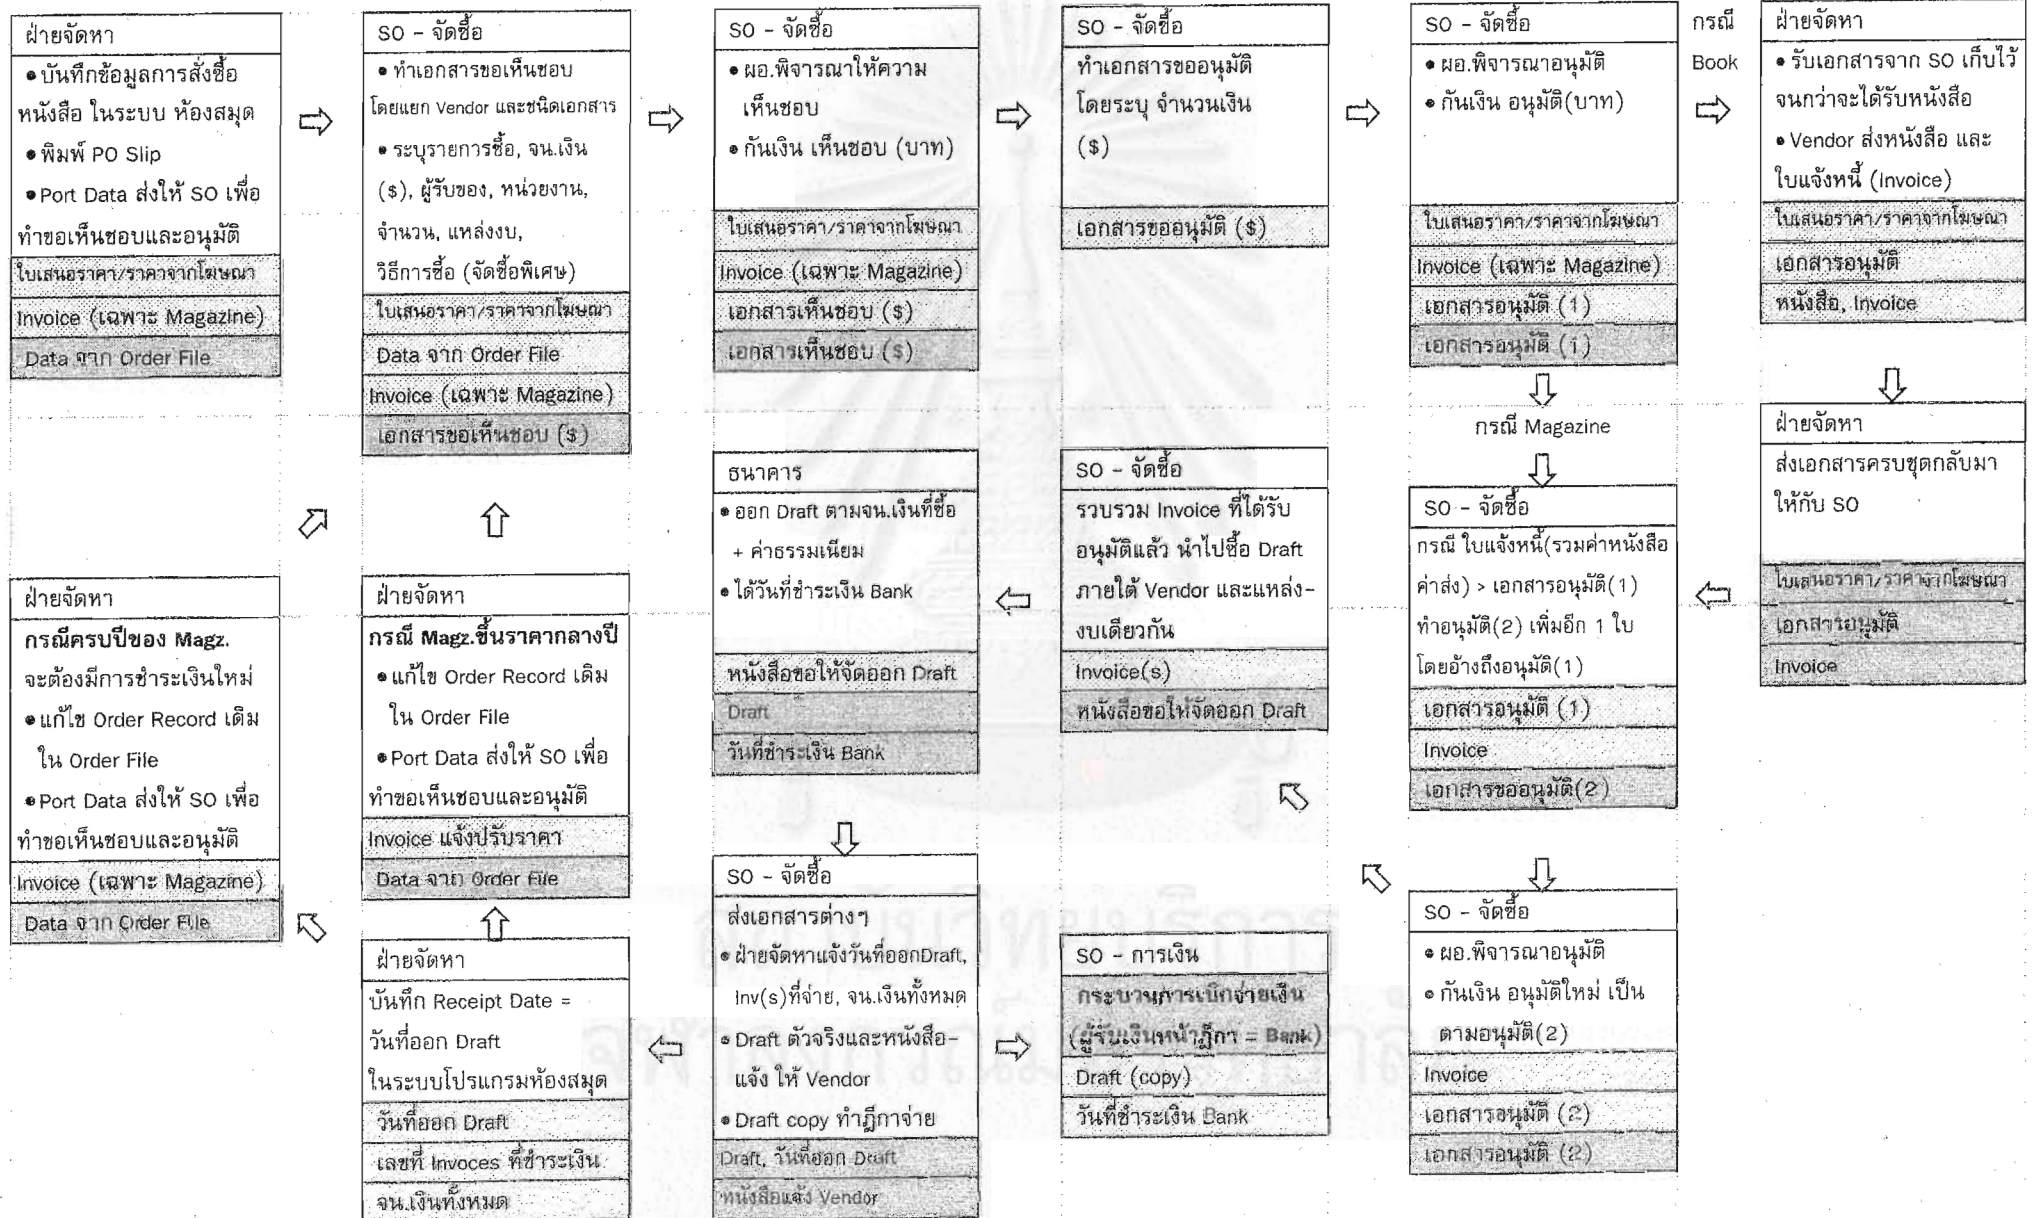 ฝ่ายจัดหา
• บันทึกข้อมูลการสั่งซื้อ
หนังสือ ในระบบ ห้องสมุด
• พิมพ์ PO Slip
• Port Data ส่งให้ SO เพื่อ
ทำขอเห็นชอบและอนุมัติ
ใบเสนอราคา/ราคาจากโฆษณา
Invoice (เฉพาะ Magazine)
Data จาก Order File
SO - จัดซื้อ
• ทำเอกสารขอเห็นชอบ
โดยแยก Vendor และชนิดเอกสาร
• ระบุรายการซื้อ, จน.เงิน
($), ผู้รับของ, หน่วยงาน,
จำนวน, แหล่งงบ,
วิธีการซื้อ (จัดซื้อพิเศษ)
ใบเสนอราคา/ราคาจากโฆษณา
Data จาก Order File
Invoice (เฉพาะ Magazine)
เอกสารขอเห็นชอบ ($)
SO - จัดซื้อ
• ผอ.พิจารณาให้ความ
เห็นชอบ
• กันเงิน เห็นชอบ (บาท)
ใบเสนอราคา/ราคาจากโฆษณา
Invoice (เฉพาะ Magazine)
เอกสารเห็นชอบ ($)
เอกสารเห็นชอบ ($)
SO - จัดซื้อ
ทำเอกสารขออนุมัติ
โดยระบุ จำนวนเงิน
($)
เอกสารขออนุมัติ ($)
SO - จัดซื้อ
• ผอ.พิจารณาอนุมัติ
• กันเงิน อนุมัติ(บาท)
ใบเสนอราคา/ราคาจากโฆษณา
Invoice (เฉพาะ Magazine)
เอกสารอนุมัติ (1)
เอกสารอนุมัติ (1)
กรณี
Book
ฝ่ายจัดหา
• รับเอกสารจาก SO เก็บไว้
จนกว่าจะได้รับหนังสือ
• Vendor ส่งหนังสือ และ
ใบแจ้งหนี้ (Invoice)
ใบเสนอราคา/ราคาจากโฆษณา
เอกสารอนุมัติ
หนังสือ, Invoice
กรณี Magazine
ฝ่ายจัดหา
ส่งเอกสารครบชุดกลับมา
ให้กับ SO
ใบเสนอราคา/ราคาจากโฆษณา
เอกสารอนุมัติ
Invoice
SO - จัดซื้อ
กรณี ใบแจ้งหนี้(รวมค่าหนังสือ
ค่าส่ง) > เอกสารอนุมัติ(1)
ทำอนุมัติ(2) เพิ่มอีก 1 ใบ
โดยอ้างถึงอนุมัติ(1)
เอกสารอนุมัติ (1)
Invoice
เอกสารขออนุมัติ(2)
SO - จัดซื้อ
รวบรวม Invoice ที่ได้รับ
อนุมัติแล้ว นำไปซื้อ Draft
ภายใต้ Vendor และแหล่ง-
งบเดียวกัน
Invoice(s)
หนังสือขอให้จัดออก Draft
ธนาคาร
• ออก Draft ตามจน.เงินที่ซื้อ
+ ค่าธรรมเนียม
• ได้วันที่ชำระเงิน Bank
หนังสือขอให้จัดออก Draft
Draft
วันที่ชำระเงิน Bank
ฝ่ายจัดหา
กรณี Magz.ขึ้นราคากลางปี
• แก้ไข Order Record เดิม
ใน Order File
• Port Data ส่งให้ SO เพื่อ
ทำขอเห็นชอบและอนุมัติ
Invoice แจ้งปรับราคา
Data จาก Order File
ฝ่ายจัดหา
กรณีครบปีของ Magz.
จะต้องมีการชำระเงินใหม่
• แก้ไข Order Record เดิม
ใน Order File
• Port Data ส่งให้ SO เพื่อ
ทำขอเห็นชอบและอนุมัติ
Invoice (เฉพาะ Magazine)
Data จาก Order File
ฝ่ายจัดหา
บันทึก Receipt Date =
วันที่ออก Draft
ในระบบโปรแกรมห้องสมุด
วันที่ออก Draft
เลขที่ Invoces ที่ชำระเงิน
จน.เงินทั้งหมด
SO - จัดซื้อ
ส่งเอกสารต่างๆ
• ฝ่ายจัดหาแจ้งวันที่ออกDraft,
Inv(s)ที่จ่าย, จน.เงินทั้งหมด
• Draft ตัวจริงและหนังสือ-
แจ้ง ให้ Vendor
• Draft copy ทำฎีกาจ่าย
Draft, วันที่ออก Draft
หนังสือแจ้ง Vendor
SO - การเงิน
กระบวนการเบิกจ่ายเงิน
(ผู้รับเงินหน้าฎีกา = Bank)
Draft (copy)
วันที่ชำระเงิน Bank
SO - จัดซื้อ
• ผอ.พิจารณาอนุมัติ
• กันเงิน อนุมัติใหม่ เป็น
ตามอนุมัติ(2)
Invoice
เอกสารอนุมัติ (2)
เอกสารอนุมัติ (2)